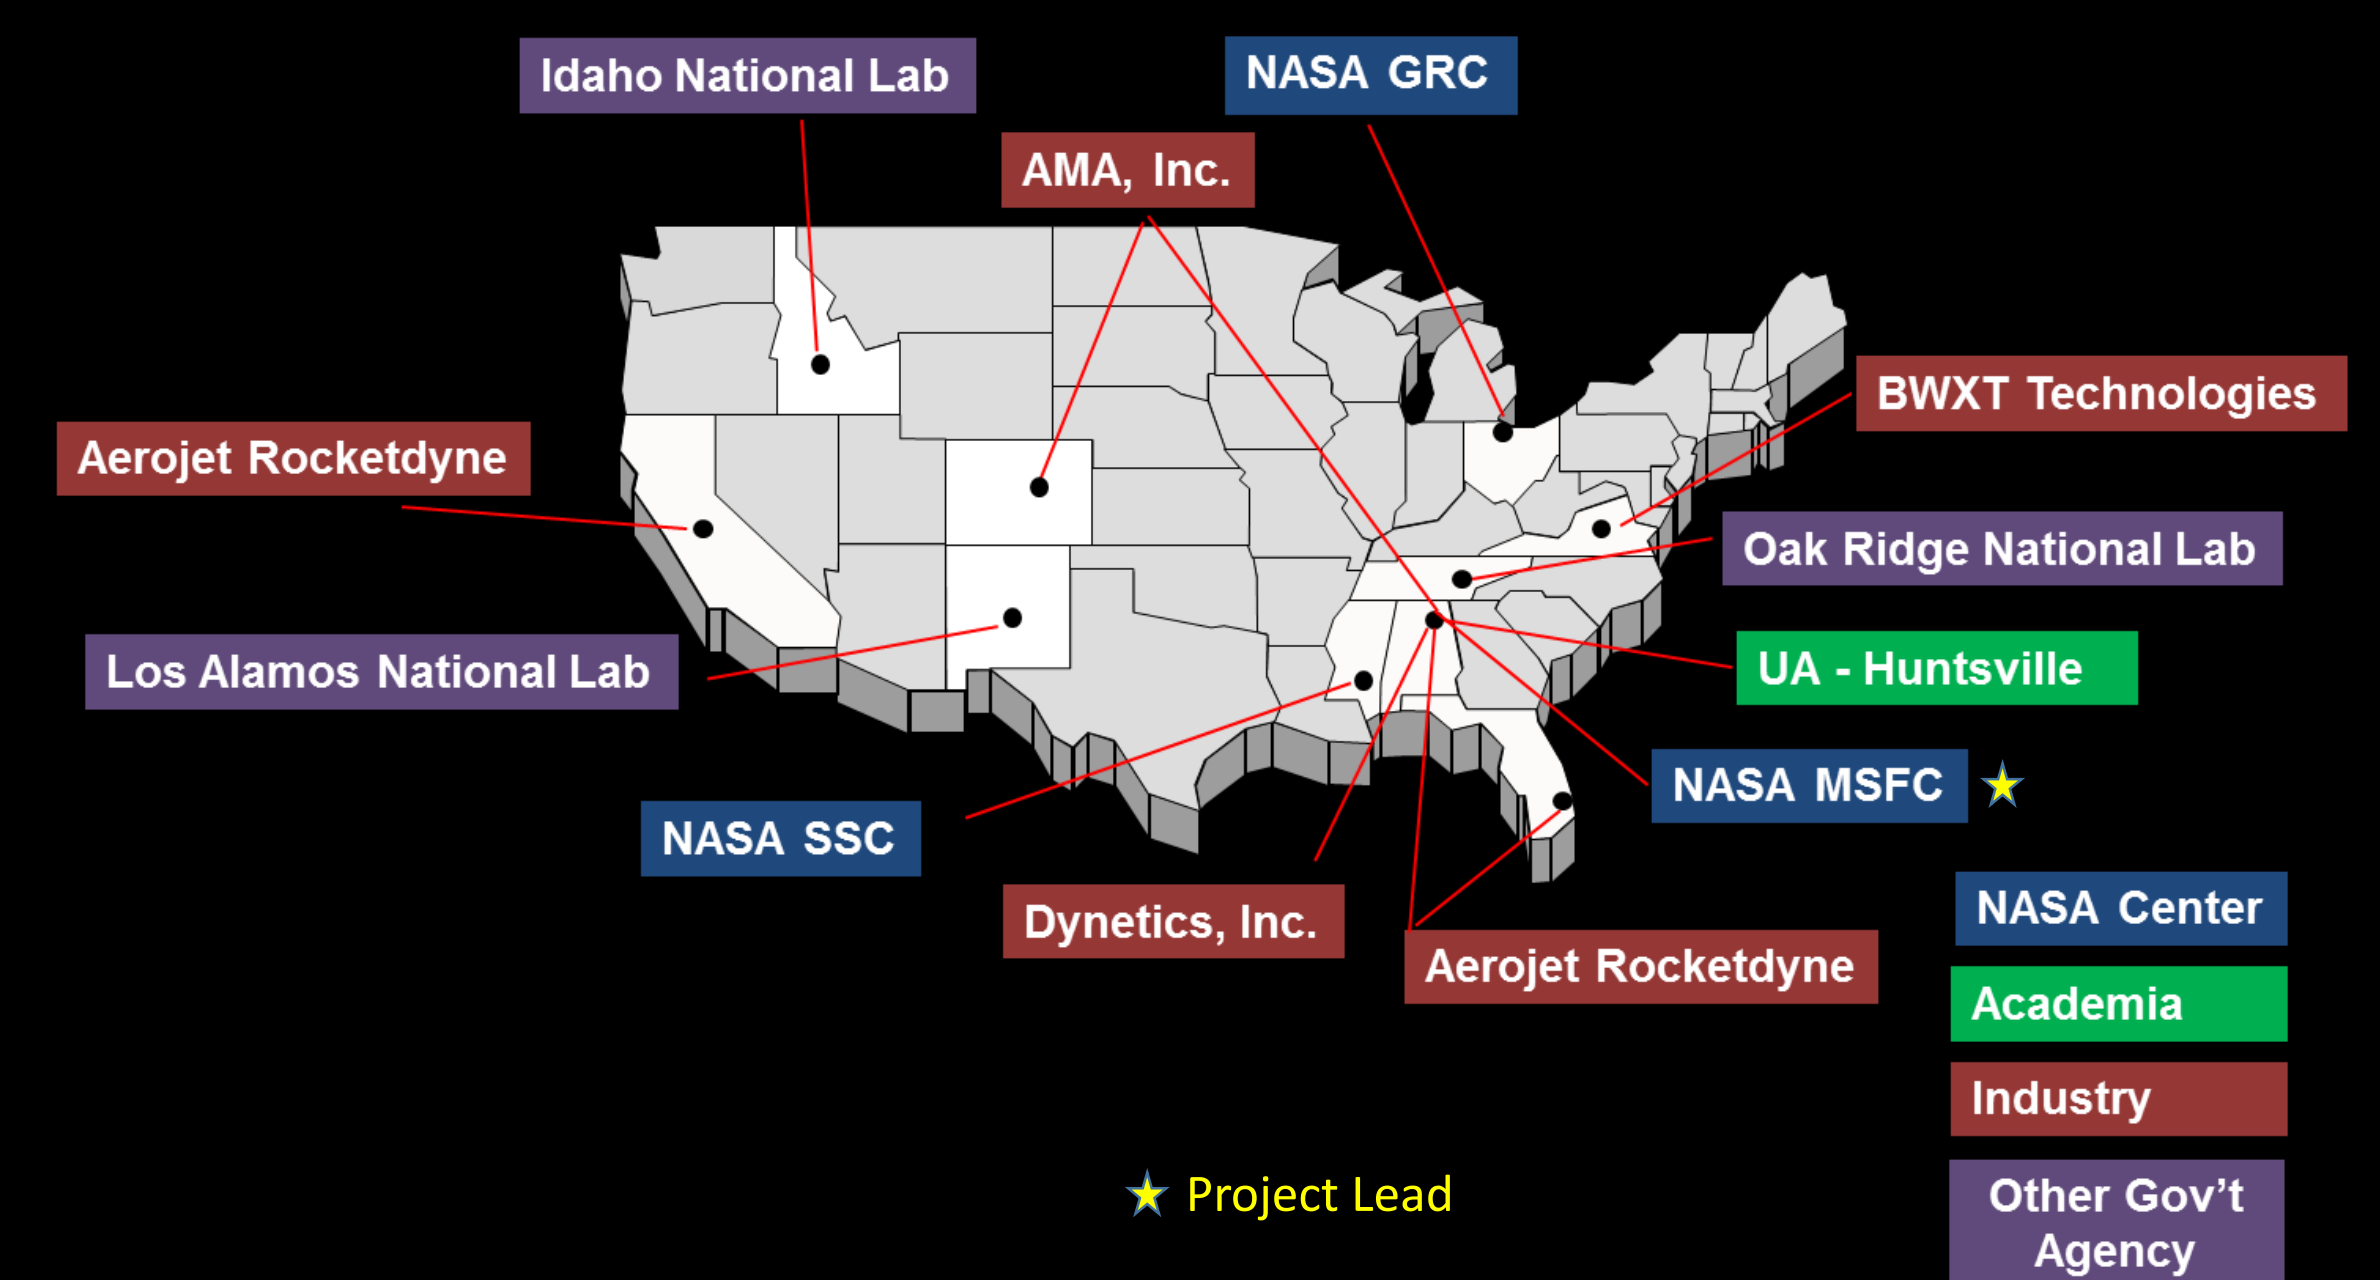 Idaho National Lab
NASA GRC
AMA, Inc.
BWXT Technologies
Aerojet Rocketdyne
Oak Ridge National Lab
Los Alamos National Lab
UA - Huntsville
NASA MSFC
NASA SSC
Dynetics, Inc.
Aerojet Rocketdyne
NASA Center
Academia
Industry
Project Lead
Other Gov’t
Agency